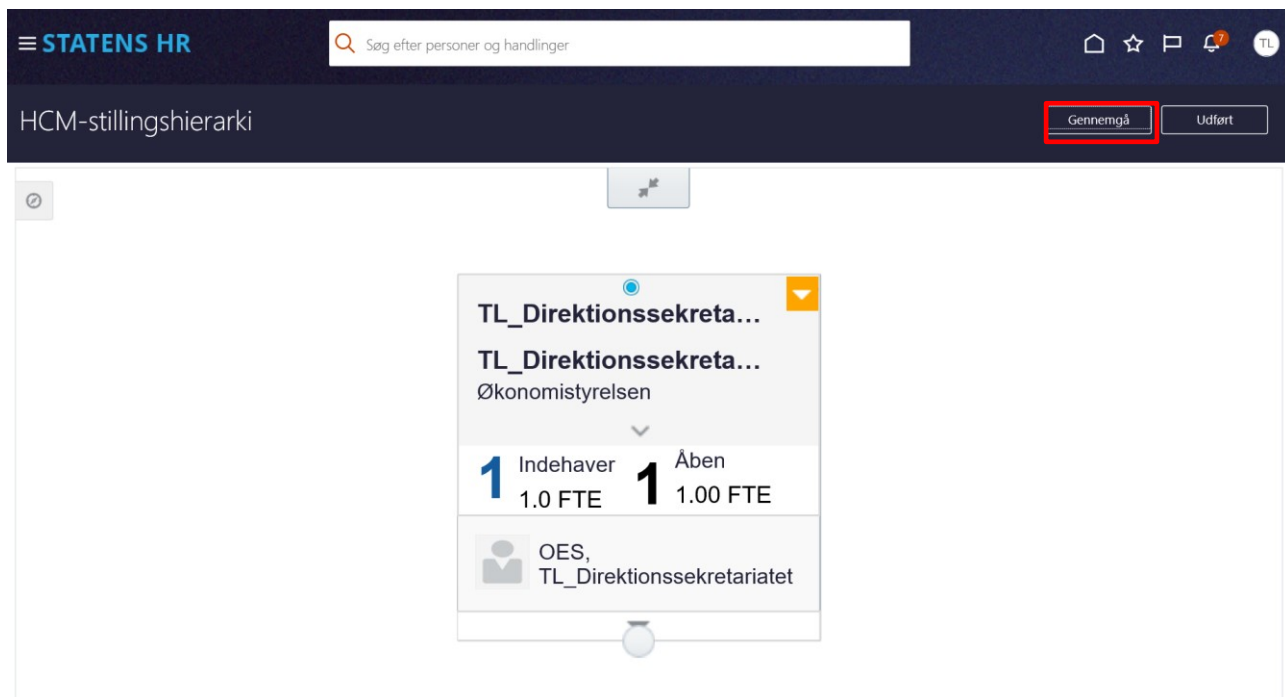 STATENS HR
Søg efter personer og handlinger
7
TL
HCM-stillingshierarki
Gennemgå
Udført
TL_Direktionssekreta...
TL_Direktionssekreta...
Økonomistyrelsen
1 Indehaver 1.0 FTE
1 Åben 1.00 FTE
OES,
TL_Direktionssekretariatet